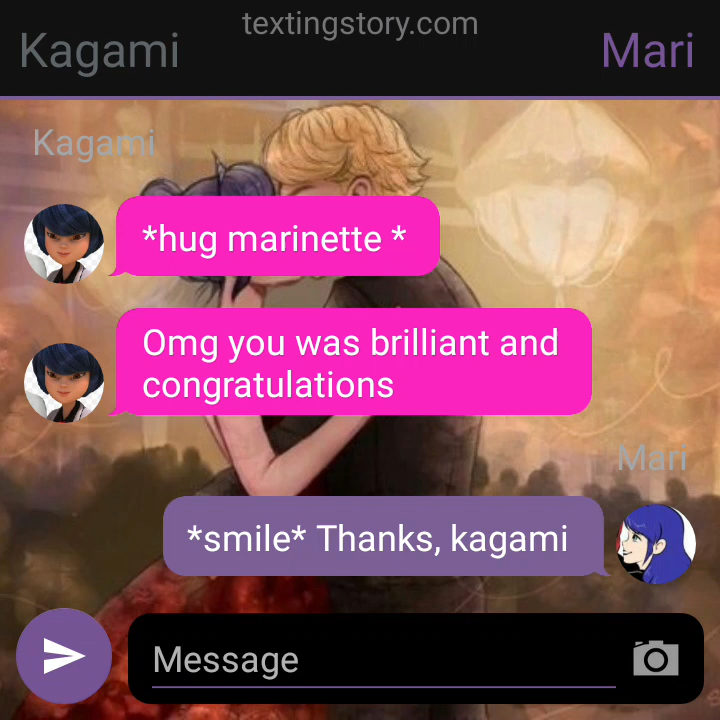 textingstory.com
Kagami
Mari
Kagami
*hug marinette *
Omg you was brilliant and
congratulations
Mari
*smile* Thanks, kagami
Message